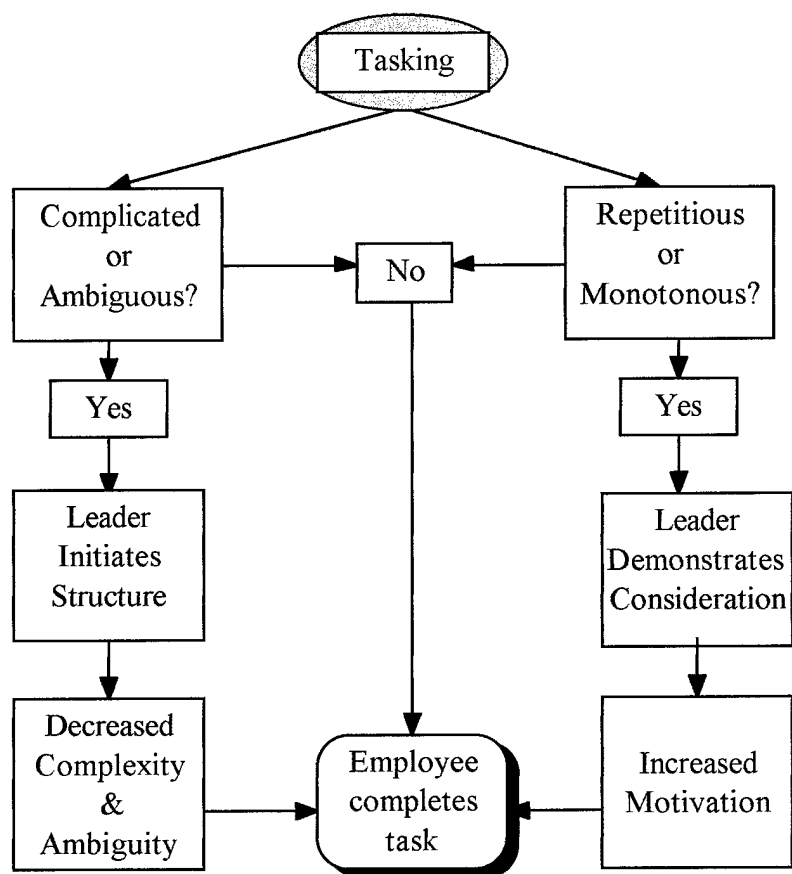 Tasking
Complicated
or
Ambiguous?
No
Repetitious
or
Monotonous?
Yes
Yes
Leader
Initiates
Structure
Leader
Demonstrates
Consideration
Decreased
Complexity
&
Ambiguity
Employee
completes
task
Increased
Motivation